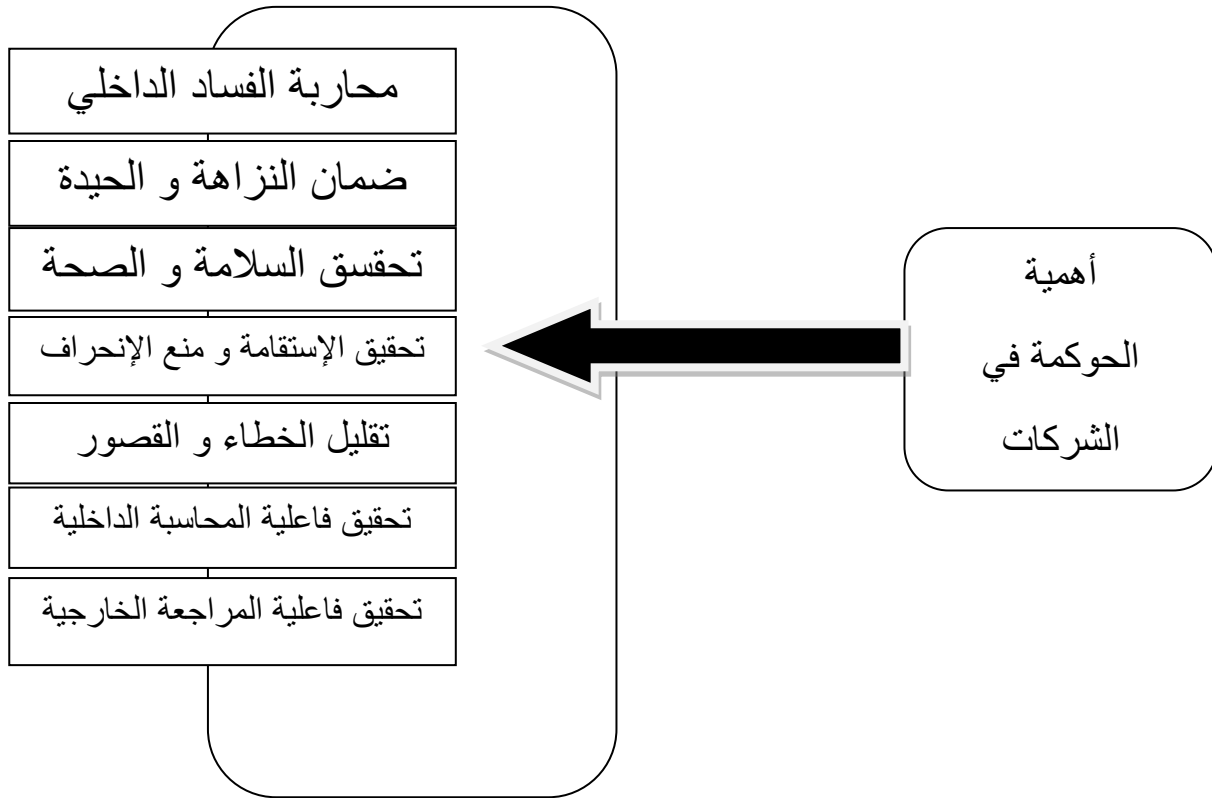 أهمية
الحوكمة في
الشركات
محاربة الفساد الداخلي
ضمان النزاهة و الحيدة
تحقسق السلامة و الصحة
تحقيق الإستقامة و منع الإنحراف
تقليل الخطاء و القصور
تحقيق فاعلية المحاسبة الداخلية
تحقيق فاعلية المراجعة الخارجية